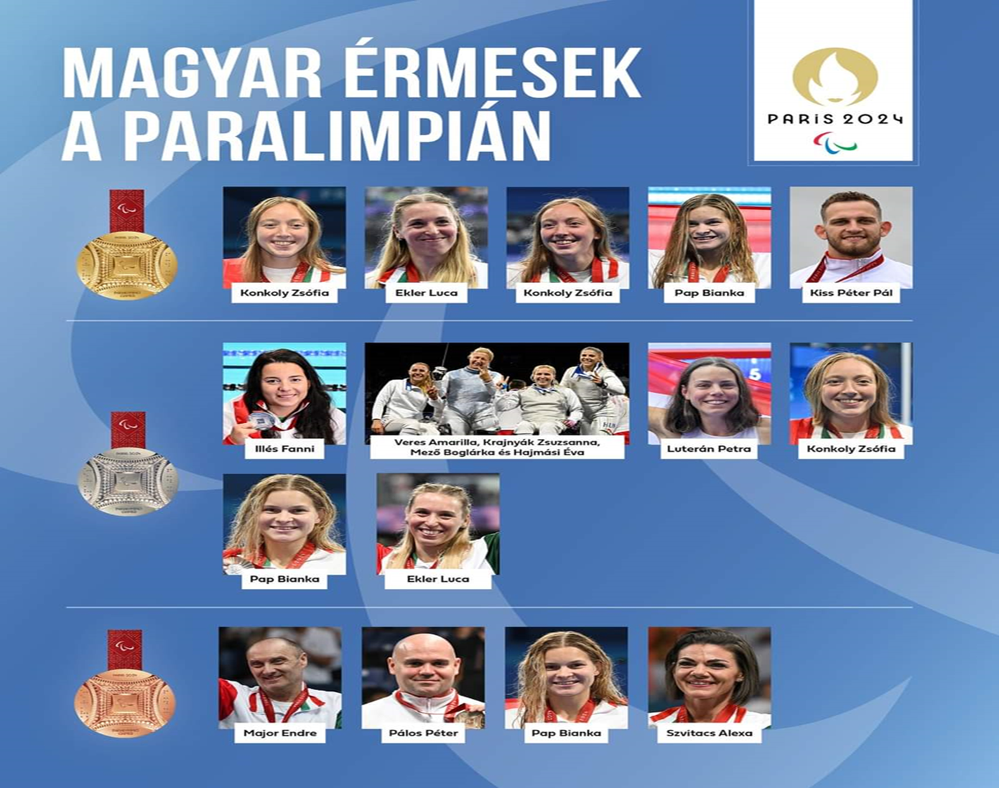 MAGYAR ÉRMESEK
A PARALIMPIÁN
PARIS 2024
Konkoly Zsófia
Ekler Luca
Konkoly Zsófia
Pap Bianka
Kiss Péter Pál
Illés Fanni
Veres Amarilla, Krajnyák Zsuzsanna,
Mező Boglárka és Hajmási Éva
Luterán Petra
Konkoly Zsófia
Pap Bianka
Ekler Luca
Major Endre
Pálos Péter
Pap Bianka
Szvitacs Alexa